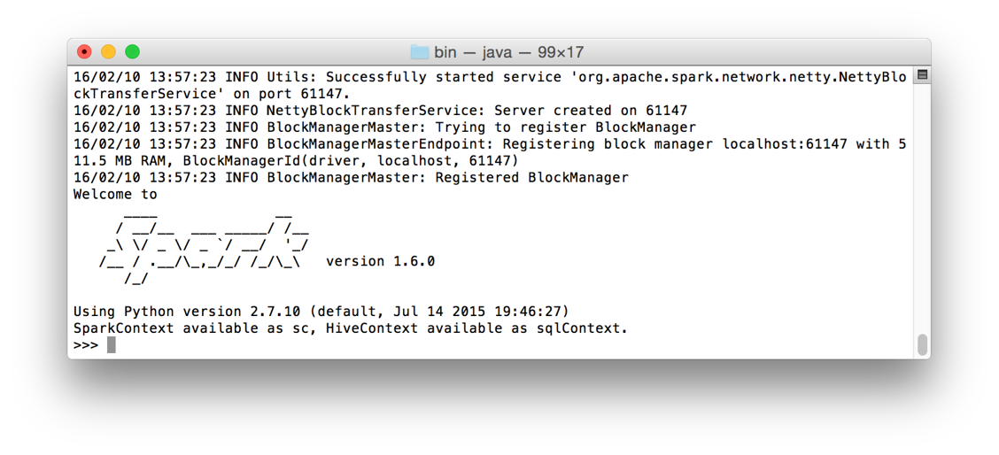 bin — java — 99×17
16/02/10 13:57:23 INFO Utils: Successfully started service 'org.apache.spark.network.netty.NettyBlo
ckTransferService' on port 61147.
16/02/10 13:57:23 INFO NettyBlockTransferService: Server created on 61147
16/02/10 13:57:23 INFO BlockManagerMaster: Trying to register BlockManager
16/02/10 13:57:23 INFO BlockManagerMasterEndpoint: Registering block manager localhost:61147 with 5
11.5 MB RAM, BlockManagerId(driver, localhost, 61147)
16/02/10 13:57:23 INFO BlockManagerMaster: Registered BlockManager
Welcome to
      ____              __
     / __/__  ___ _____/ /__
    _\ \/ _ \/ _ `/ __/  '_/
   /__ / .__/\_,_/_/ /_/\_\   version 1.6.0
      /_/

Using Python version 2.7.10 (default, Jul 14 2015 19:46:27)
SparkContext available as sc, HiveContext available as sqlContext.
>>>